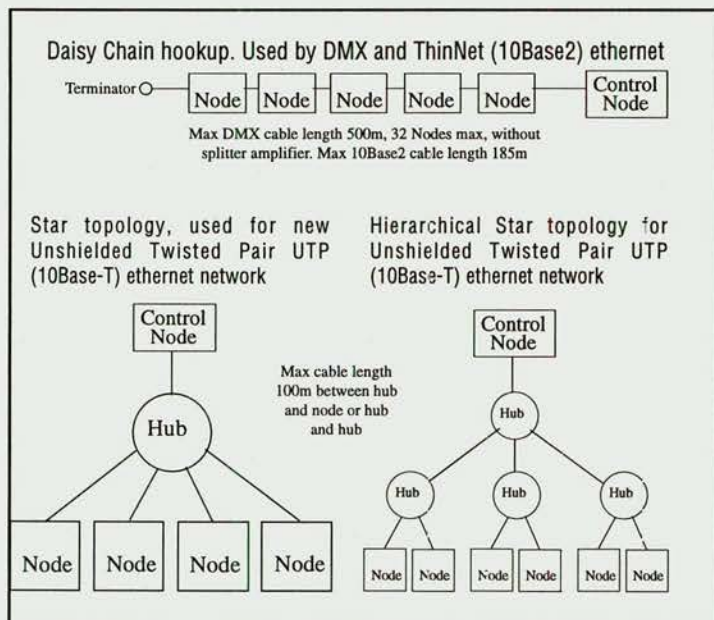 Daisy Chain hookup. Used by DMX and ThinNet (10Base2) ethernet
Terminator
Node
Node
Node
Node
Node
Control
Node
Max DMX cable length 500m, 32 Nodes max, without
splitter amplifier. Max 10Base2 cable length 185m
Star topology, used for new
Unshielded Twisted Pair UTP
(10Base-T) ethernet network
Control
Node
Hub
Node
Node
Node
Node
Max cable length
100m between hub
and node or hub
and hub
Hierarchical Star topology for
Unshielded Twisted Pair UTP
(10Base-T) ethernet network
Control
Node
Hub
Hub
Hub
Hub
Node
Node
Node
Node
Node
Node